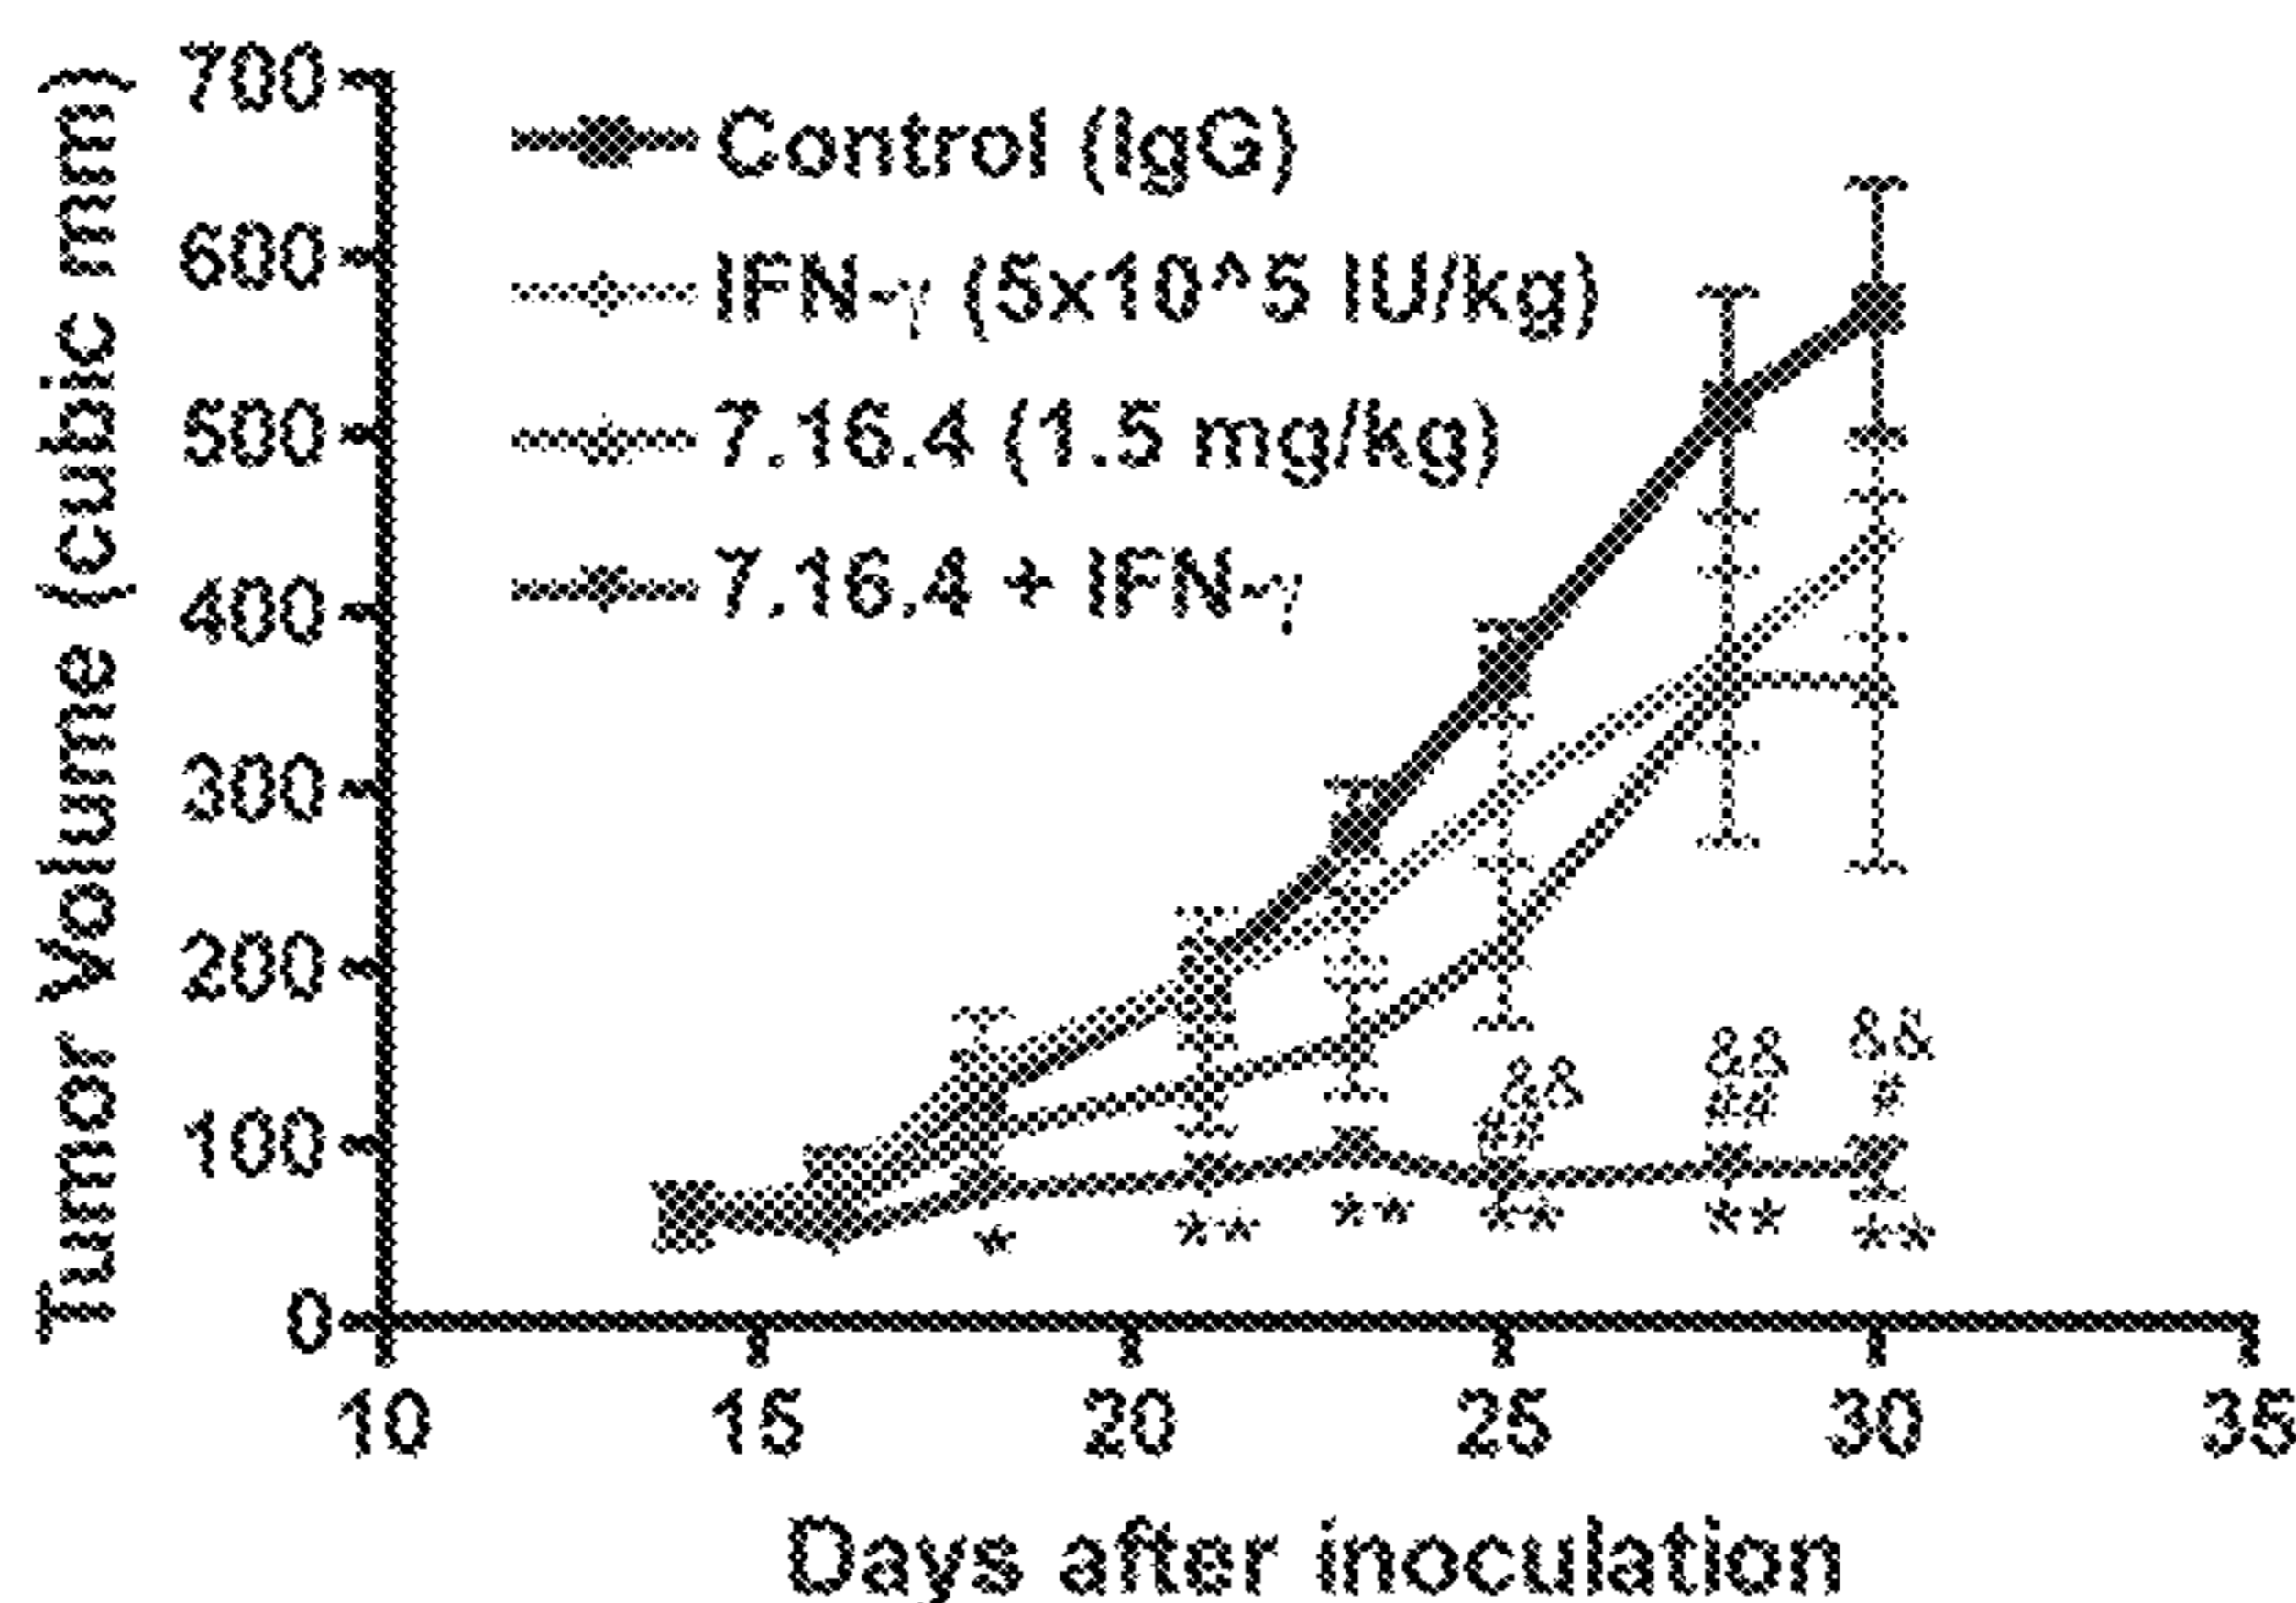 Tumor Volume (cubic mm)
700
600
500
400
300
200
100
0
Control (IgG)
IFN-γ (5x10^5 IU/kg)
7.16.4 (1.5 mg/kg)
7.16.4 + IFN-γ
&& && &&
## ## #
* ** ** ** ** **
10 15 20 25 30 35
Days after inoculation